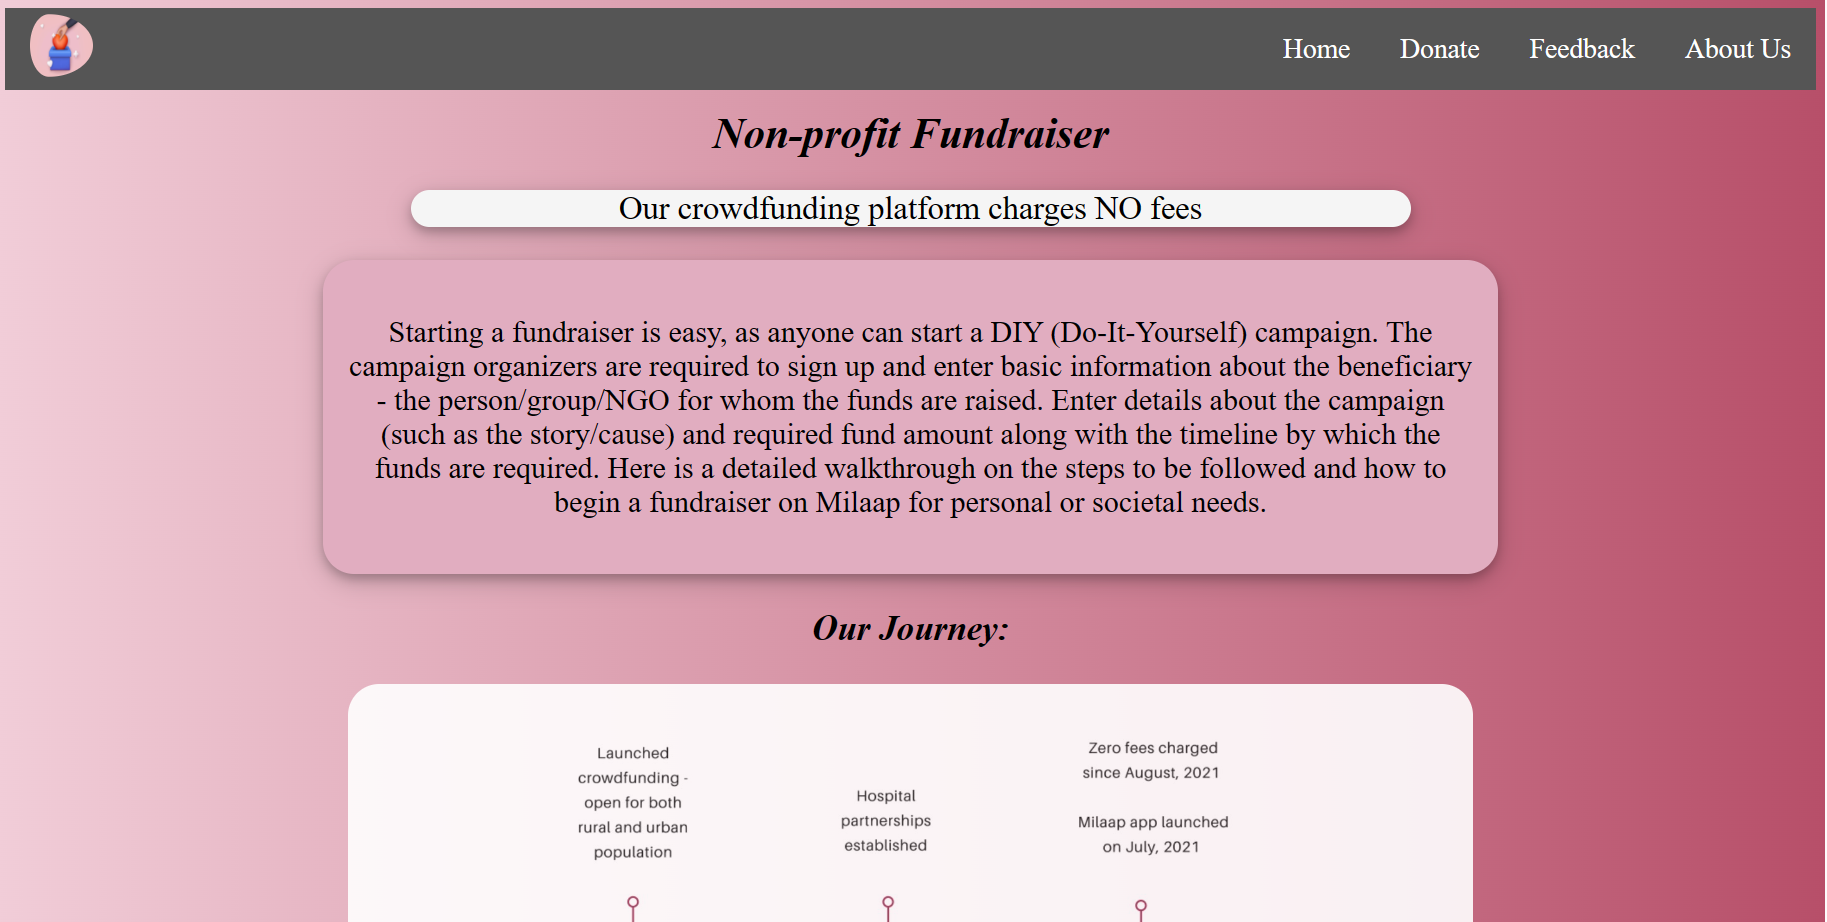 Home Donate Feedback About Us
Non-profit Fundraiser
Our crowdfunding platform charges NO fees
Starting a fundraiser is easy, as anyone can start a DIY (Do-It-Yourself) campaign. The
campaign organizers are required to sign up and enter basic information about the beneficiary
- the person/group/NGO for whom the funds are raised. Enter details about the campaign
(such as the story/cause) and required fund amount along with the timeline by which the
funds are required. Here is a detailed walkthrough on the steps to be followed and how to
begin a fundraiser on Milaap for personal or societal needs.
Our Journey:
Launched
crowdfunding -
open for both
rural and urban
population
Hospital
partnerships
established
Zero fees charged
since August, 2021
Milaap app launched
on July, 2021